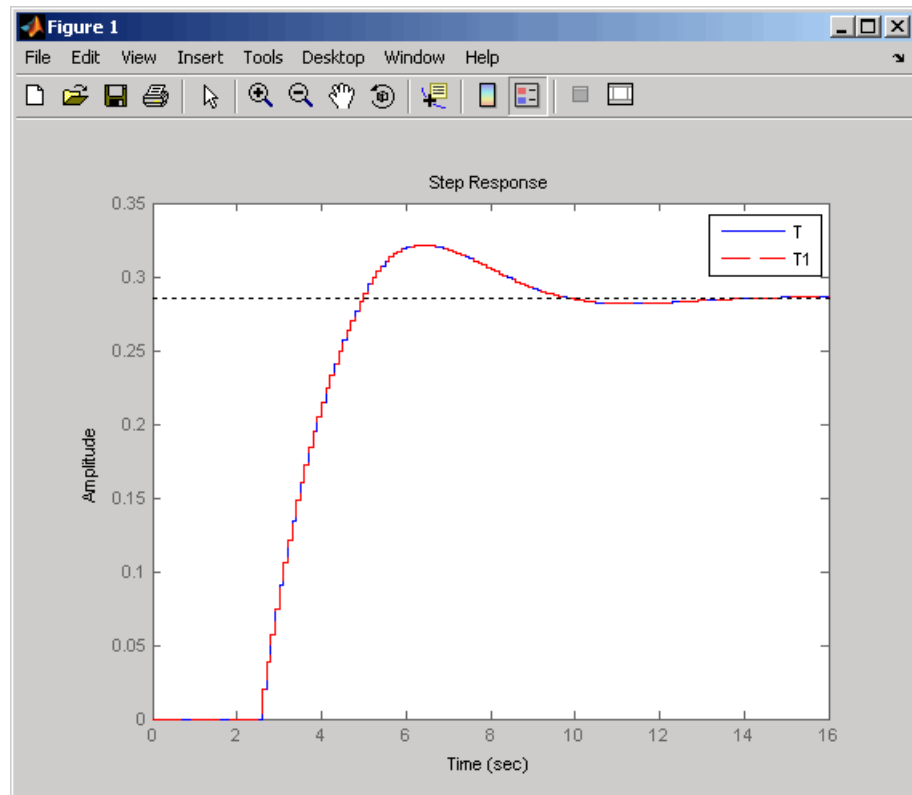 Figure 1
File Edit View Insert Tools Desktop Window Help
Step Response
0.35
0.3
0.25
0.2
0.15
0.1
0.05
0
Amplitude
T
T1
0 2 4 6 8 10 12 14 16
Time (sec)